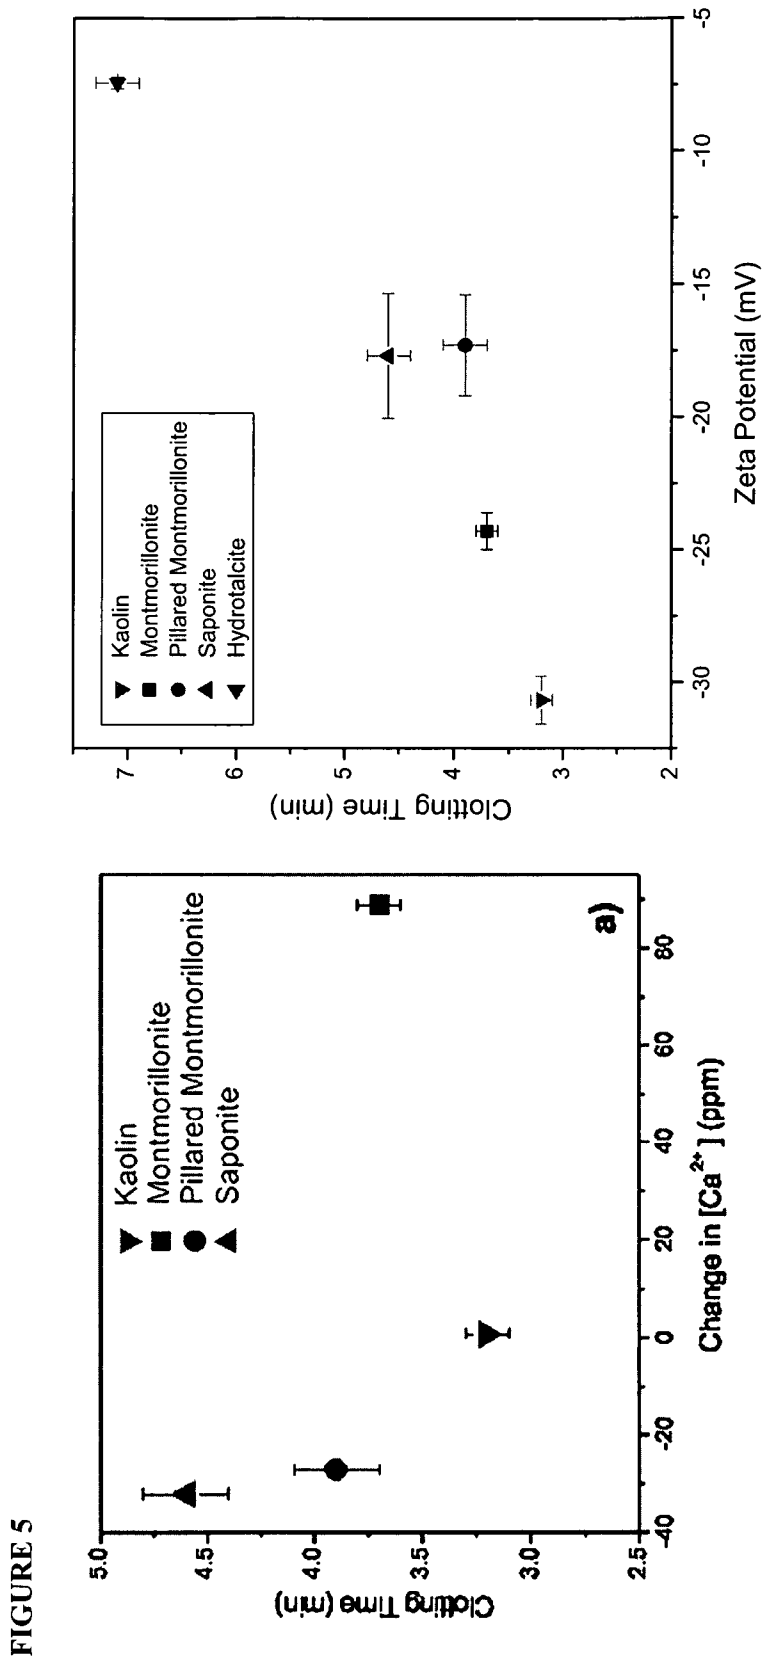 FIGURE 5
Clotting Time (min)
5.0
4.5
4.0
3.5
3.0
2.5
Kaolin
Montmorillonite
Pillared Montmorillonite
Saponite
a)
-40
-20
0
20
40
60
80
Change in [Ca²⁺] (ppm)
Clotting Time (min)
7
6
5
4
3
2
Kaolin
Montmorillonite
Pillared Montmorillonite
Saponite
Hydrotalcite
-30
-25
-20
-15
-10
-5
Zeta Potential (mV)